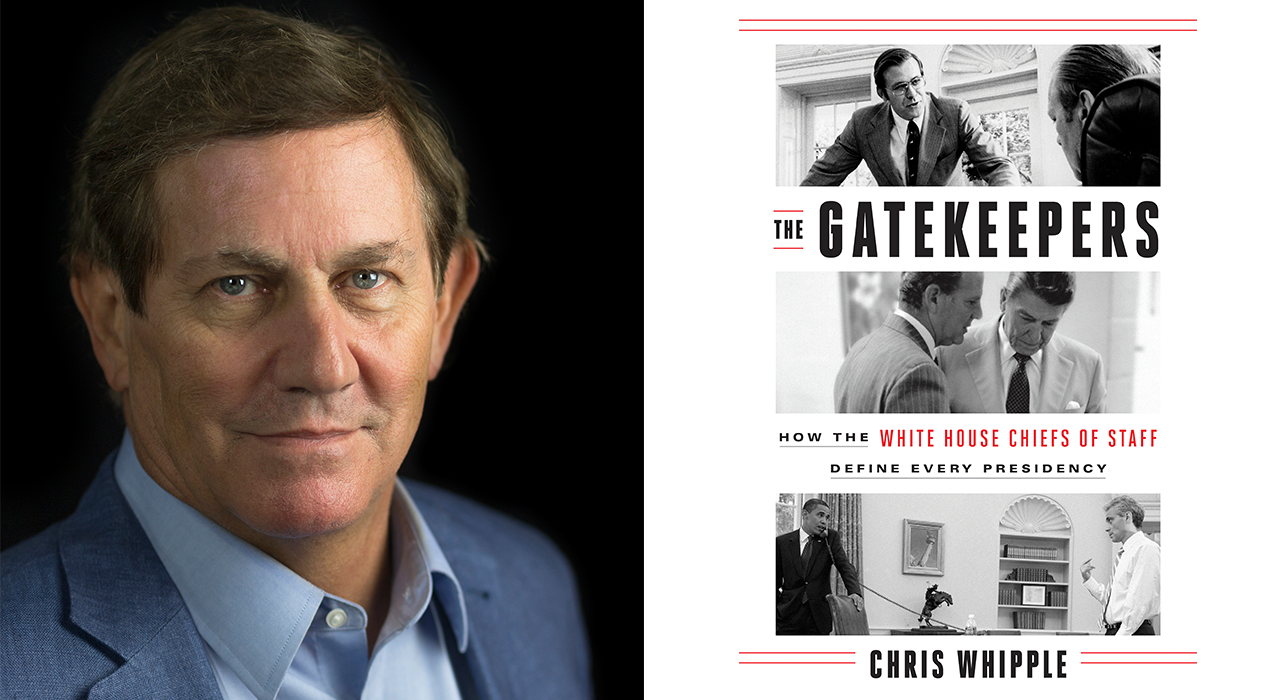 THE GATEKEEPERS
HOW THE WHITE HOUSE CHIEFS OF STAFF
DEFINE EVERY PRESIDENCY
CHRIS WHIPPLE